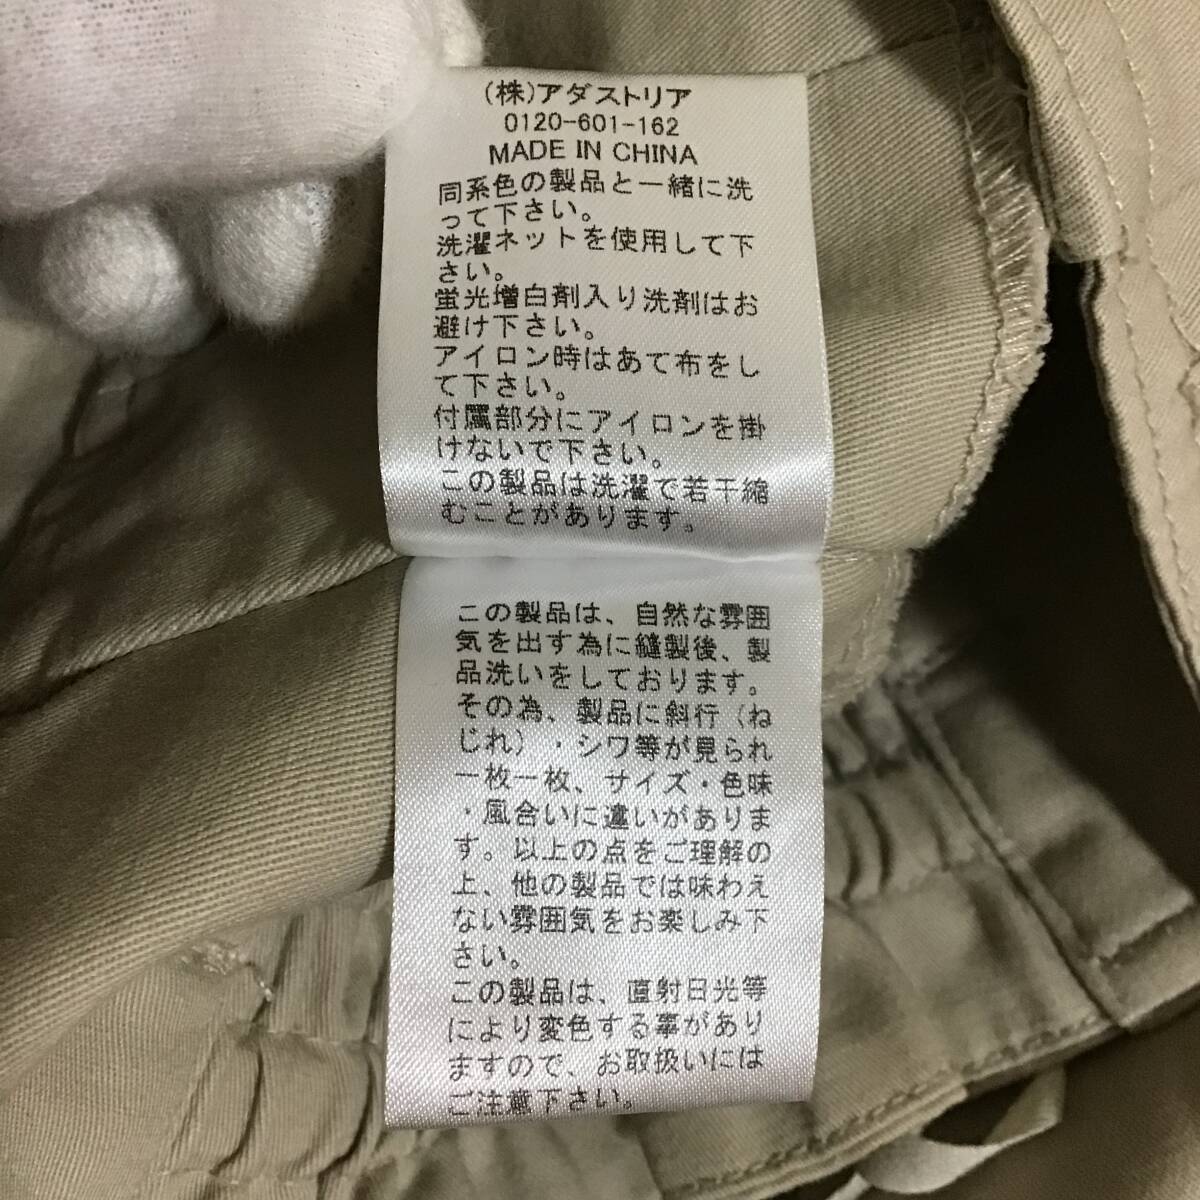 (株)アダストリア
0120-601-162
MADE IN CHINA
同系色の製品と一緒に洗
って下さい。
洗濯ネットを使用して下
さい。
蛍光増白剤入り洗剤はお
避け下さい。
アイロン時はあて布をし
て下さい。
付属部分にアイロンを掛
けないで下さい。
この製品は洗濯で若干縮
むことがあります。
この製品は、自然な雰囲
気を出す為に縫製後、製
品洗いをしております。
その為、製品に斜行(ね
じれ)・シワ等が見られ
一枚一枚、サイズ・色味
・風合いに違いがありま
す。以上の点をご理解の
上、他の製品では味わえ
ない雰囲気をお楽しみ下
さい。
この製品は、直射日光等
により変色する事があり
ますので、お取扱いには
ご注意下さい。